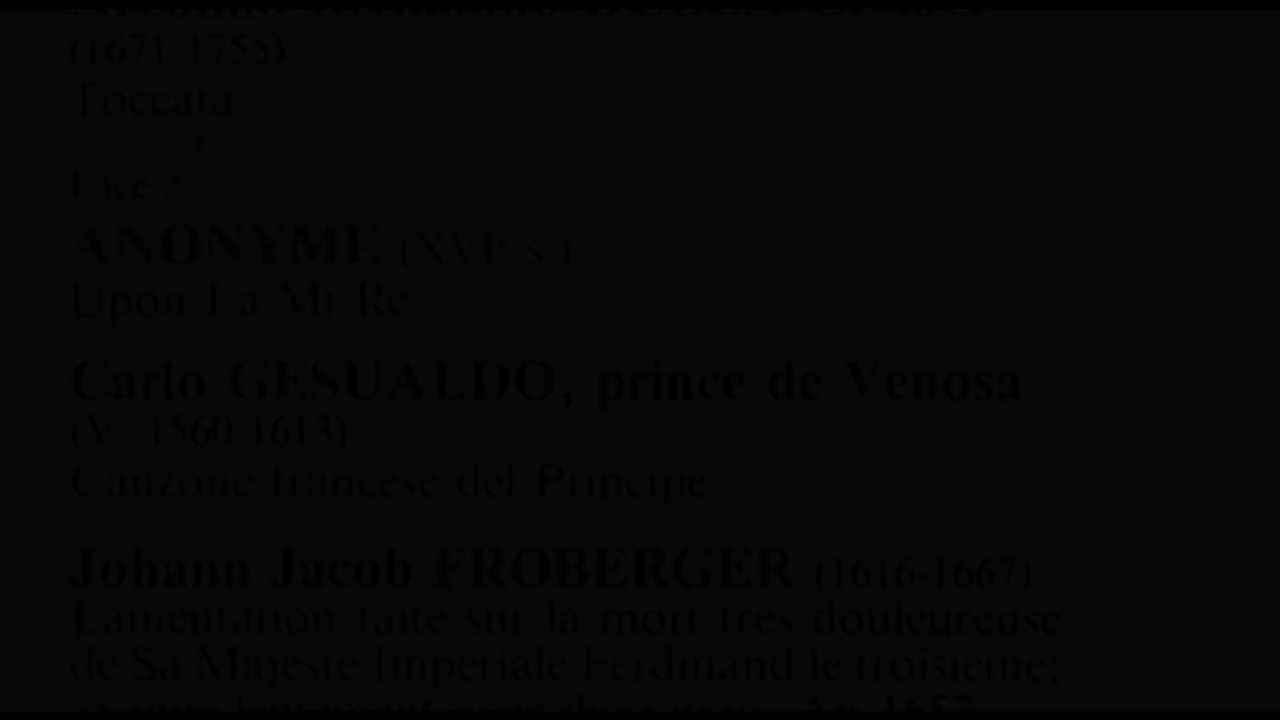 (1671-1755)
Toccata
Face 2
ANONYME (XVIᵉ s.)
Upon La Mi Re
Carlo GESUALDO, prince de Venosa
(V. 1560-1613)
Canzone francese del Principe
Johann Jacob FROBERGER (1616-1667)
Lamentation faite sur la mort très douleureuse
de Sa Majesté Impériale Ferdinand le troisième;